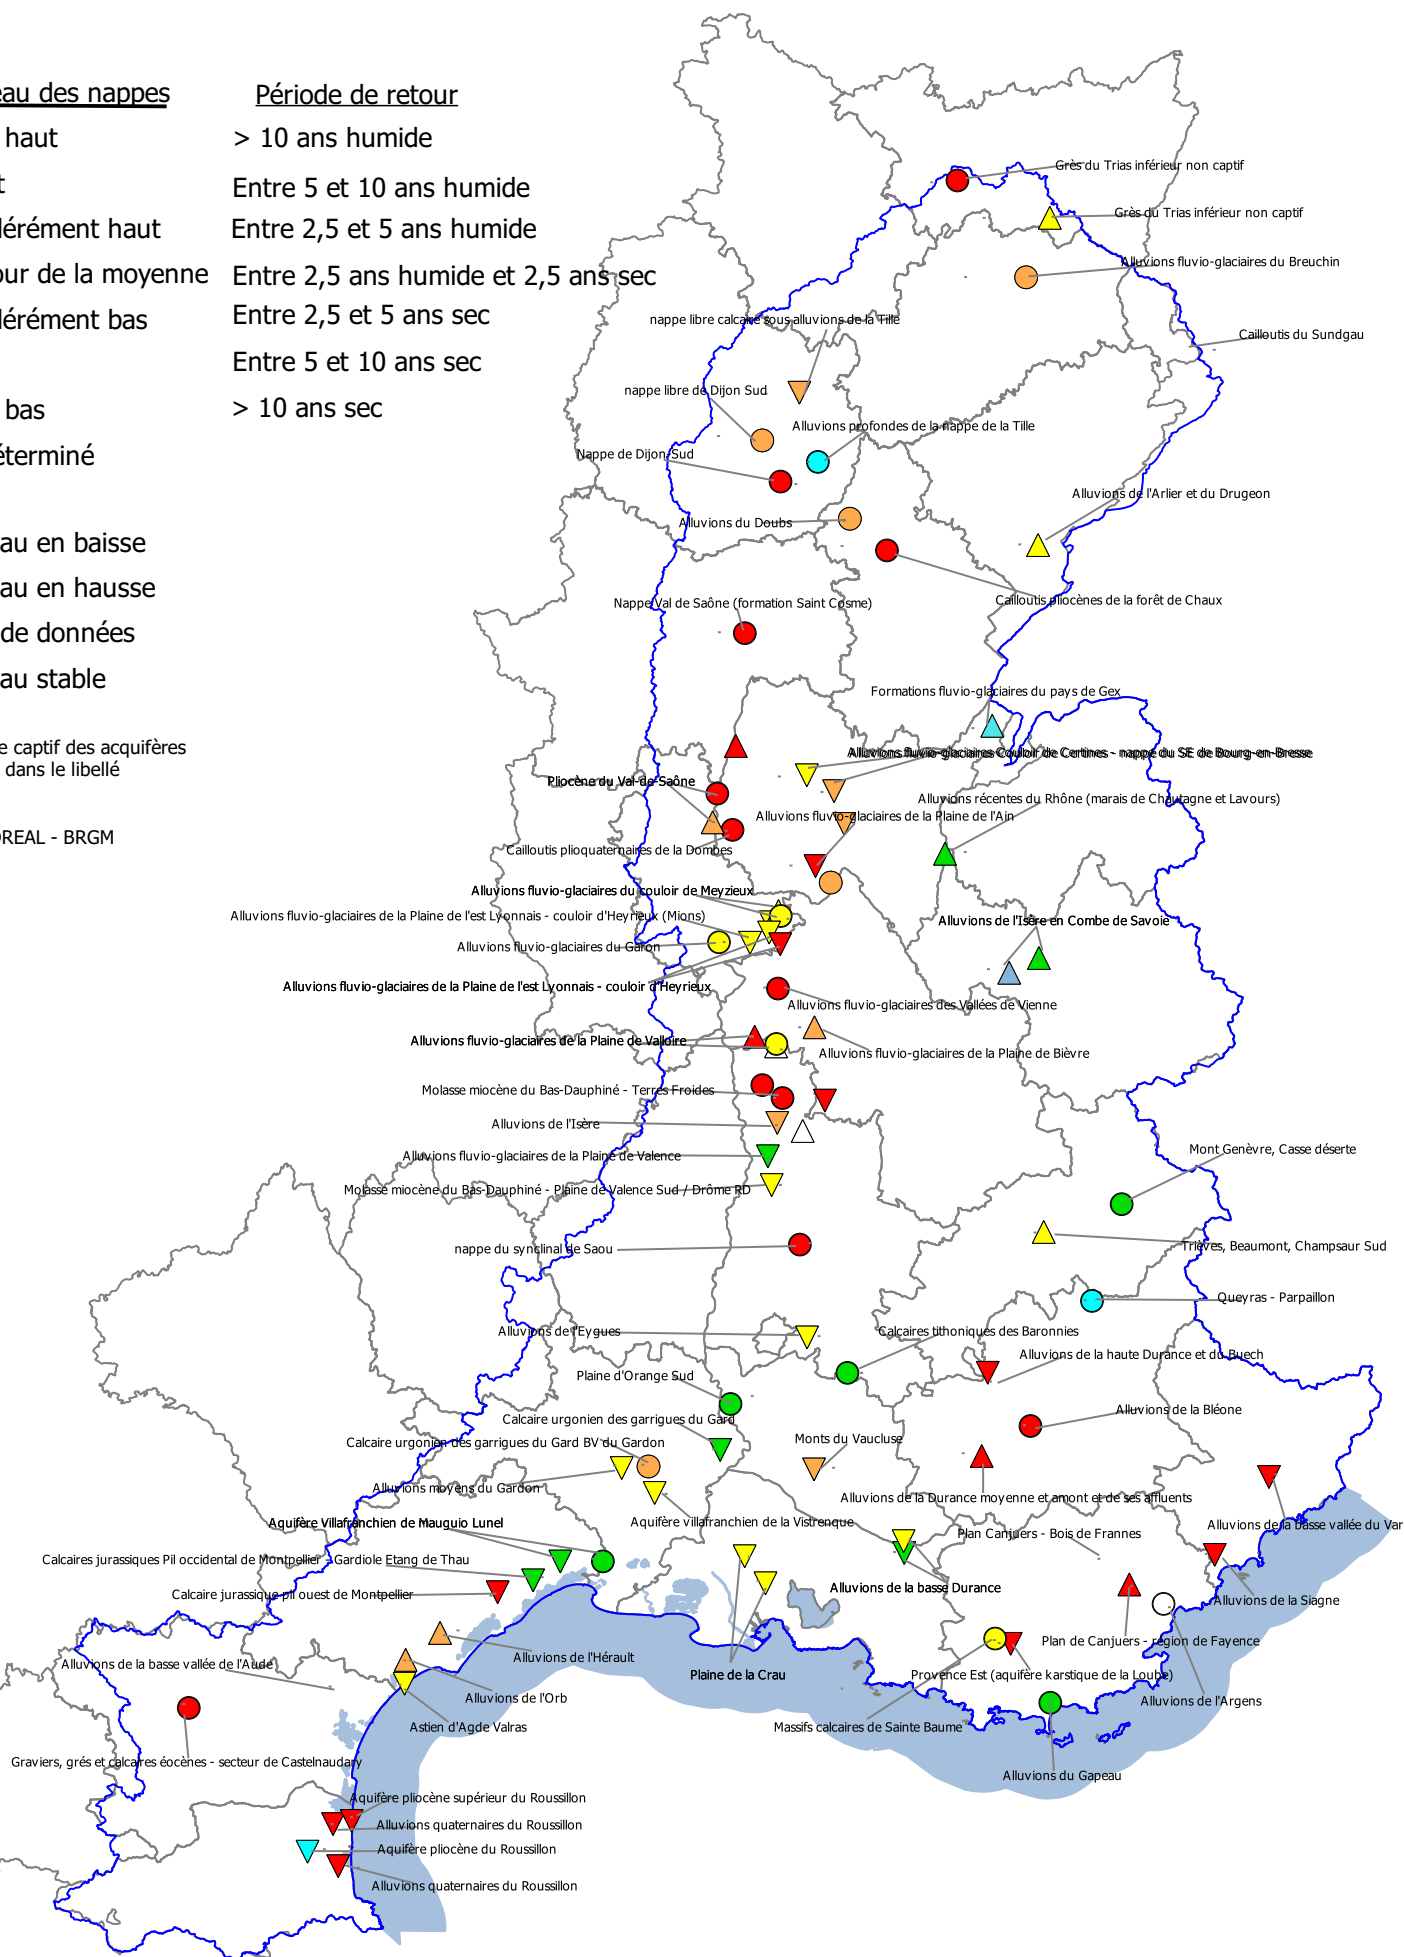 eau des nappes
Période de retour
haut
> 10 ans humide
t
Entre 5 et 10 ans humide
dérément haut
Entre 2,5 et 5 ans humide
our de la moyenne
Entre 2,5 ans humide et 2,5 ans sec
dérément bas
Entre 2,5 et 5 ans sec
Entre 5 et 10 ans sec
bas
> 10 ans sec
éterminé
au en baisse
au en hausse
de données
au stable
e captif des acquifères
dans le libellé
DREAL - BRGM
Grès du Trias inférieur non captif
Grès du Trias inférieur non captif
Alluvions fluvio-glaciaires du Breuchin
nappe libre calcaire sous alluvions de la Tille
Cailloutis du Sundgau
nappe libre de Dijon Sud
Alluvions profondes de la nappe de la Tille
Nappe de Dijon-Sud
Alluvions de l'Arlier et du Drugeon
Alluvions du Doubs
Cailloutis pliocènes de la forêt de Chaux
Nappe Val de Saône (formation Saint Cosme)
Formations fluvio-glaciaires du pays de Gex
Alluvions fluvio-glaciaires Couloir de Certines - nappe du SE de Bourg-en-Bresse
Pliocène du Val-de-Saône
Alluvions récentes du Rhône (marais de Chautagne et Lavours)
Alluvions fluvio-glaciaires de la Plaine de l'Ain
Cailloutis plioquaternaires de la Dombes
Alluvions fluvio-glaciaires du couloir de Meyzieux
Alluvions fluvio-glaciaires de la Plaine de l'est Lyonnais - couloir d'Heyrieux (Mions)
Alluvions de l'Isère en Combe de Savoie
Alluvions fluvio-glaciaires du Garon
Alluvions fluvio-glaciaires de la Plaine de l'est Lyonnais - couloir d'Heyrieux
Alluvions fluvio-glaciaires des Vallées de Vienne
Alluvions fluvio-glaciaires de la Plaine de Valloire
Alluvions fluvio-glaciaires de la Plaine de Bièvre
Molasse miocène du Bas-Dauphiné - Terres Froides
Alluvions de l'Isère
Mont Genèvre, Casse déserte
Alluvions fluvio-glaciaires de la Plaine de Valence
Molasse miocène du Bas-Dauphiné - Plaine de Valence Sud / Drôme RD
nappe du synclinal de Saou
Trièves, Beaumont, Champsaur Sud
Queyras - Parpaillon
Alluvions de l'Eygues
Calcaires tithoniques des Baronnies
Alluvions de la haute Durance et du Buech
Plaine d'Orange Sud
Alluvions de la Bléone
Calcaire urgonien des garrigues du Gard
Calcaire urgonien des garrigues du Gard BV du Gardon
Monts du Vaucluse
Alluvions moyens du Gardon
Alluvions de la Durance moyenne et amont et de ses affluents
Aquifère Villafranchien de Mauguio Lunel
Aquifère villafranchien de la Vistrenque
Alluvions de la basse vallée du Var
Plan Canjuers - Bois de Frannes
Calcaires jurassiques Pil occidental de Montpellier - Gardiole Etang de Thau
Alluvions de la basse Durance
Calcaire jurassique pli ouest de Montpellier
Alluvions de la Siagne
Plan de Canjuers - région de Fayence
Alluvions de l'Hérault
Alluvions de la basse vallée de l'Aude
Plaine de la Crau
Provence Est (aquifère karstique de la Loube)
Alluvions de l'Orb
Alluvions de l'Argens
Astien d'Agde Valras
Massifs calcaires de Sainte Baume
Graviers, grés et calcaires éocènes - secteur de Castelnaudary
Alluvions du Gapeau
Aquifère pliocène supérieur du Roussillon
Alluvions quaternaires du Roussillon
Aquifère pliocène du Roussillon
Alluvions quaternaires du Roussillon